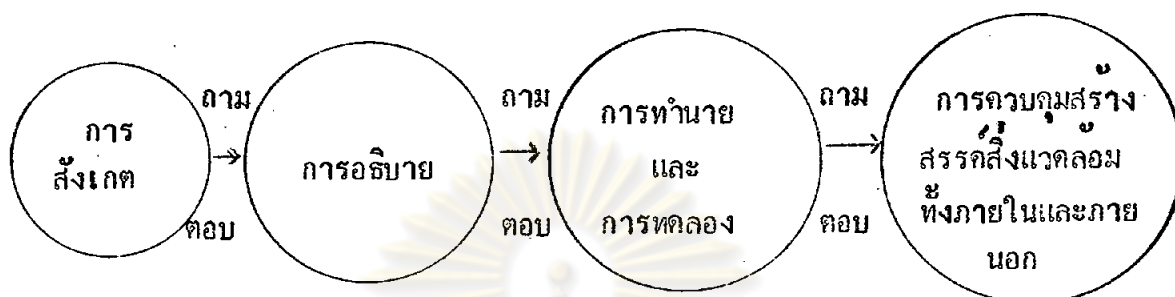 การ
สังเกต
ถาม
ตอบ
การอธิบาย
ถาม
ตอบ
การทำนาย
และ
การทดลอง
ถาม
ตอบ
การควบคุมสร้าง
สรรค์สิ่งแวดล้อม
ทั้งภายในและภาย
นอก